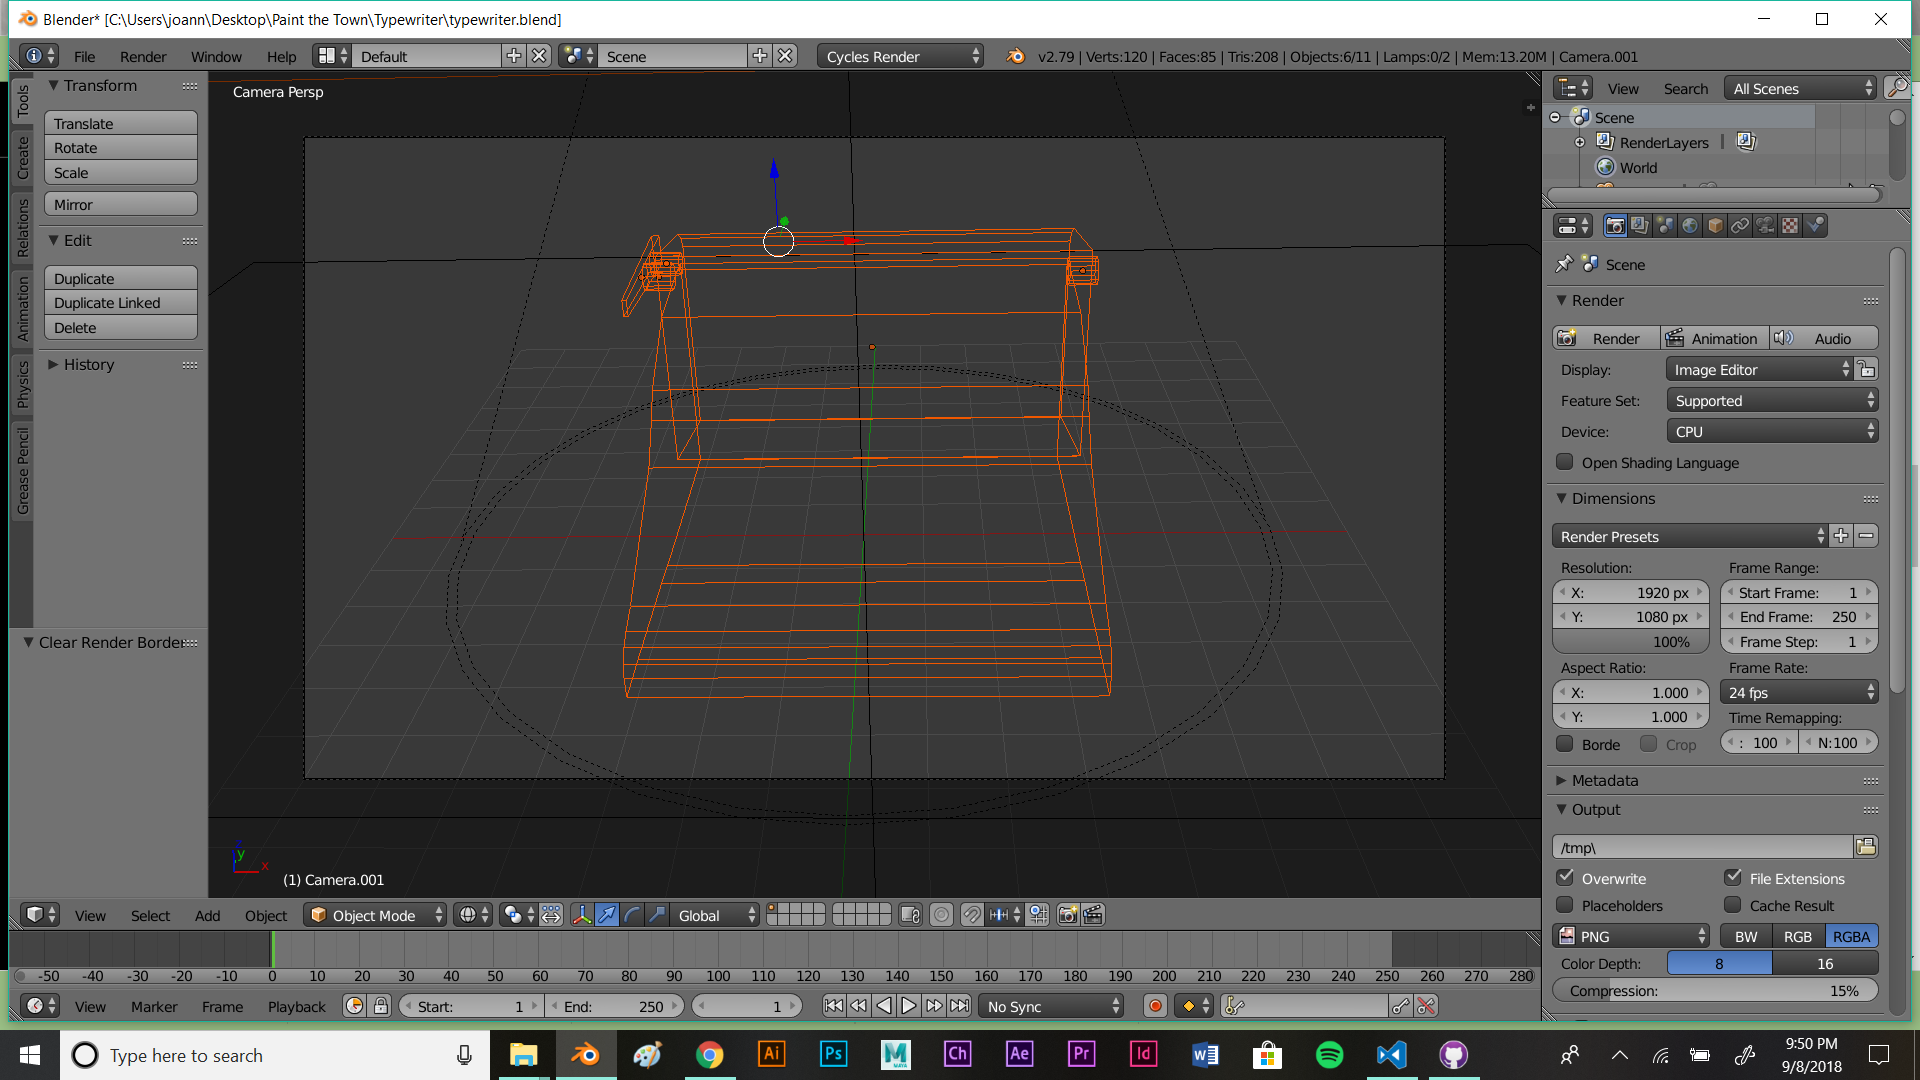 Blender* [C:\Users\joann\Desktop\Paint the Town\Typewriter\typewriter.blend]
File Render Window Help Default Scene Cycles Render v2.79 | Verts:120 | Faces:85 | Tris:208 | Objects:6/11 | Lamps:0/2 | Mem:13.20M | Camera.001
Tools
Create
Relations
Animation
Physics
Grease Pencil
Transform
Translate
Rotate
Scale
Mirror
Edit
Duplicate
Duplicate Linked
Delete
History
Clear Render Border
Camera Persp
y
x
(1) Camera.001
View Search All Scenes
Scene
RenderLayers |
World
Scene
Render
Render Animation Audio
Display: Image Editor
Feature Set: Supported
Device: CPU
Open Shading Language
Dimensions
Render Presets
Resolution: Frame Range:
X: 1920 px Start Frame: 1
Y: 1080 px End Frame: 250
100% Frame Step: 1
Aspect Ratio: Frame Rate:
X: 1.000 24 fps
Y: 1.000 Time Remapping:
Borde Crop : 100 N:100
Metadata
Output
/tmp\
Overwrite File Extensions
Placeholders Cache Result
PNG BW RGB RGBA
Color Depth: 8 16
Compression: 15%
View Select Add Object Object Mode Global
-50 -40 -30 -20 -10 0 10 20 30 40 50 60 70 80 90 100 110 120 130 140 150 160 170 180 190 200 210 220 230 240 250 260 270 280
View Marker Frame Playback Start: 1 End: 250 1 No Sync
Type here to search
Ai Ps MAYA Ch Ae Pr Id
9:50 PM
9/8/2018